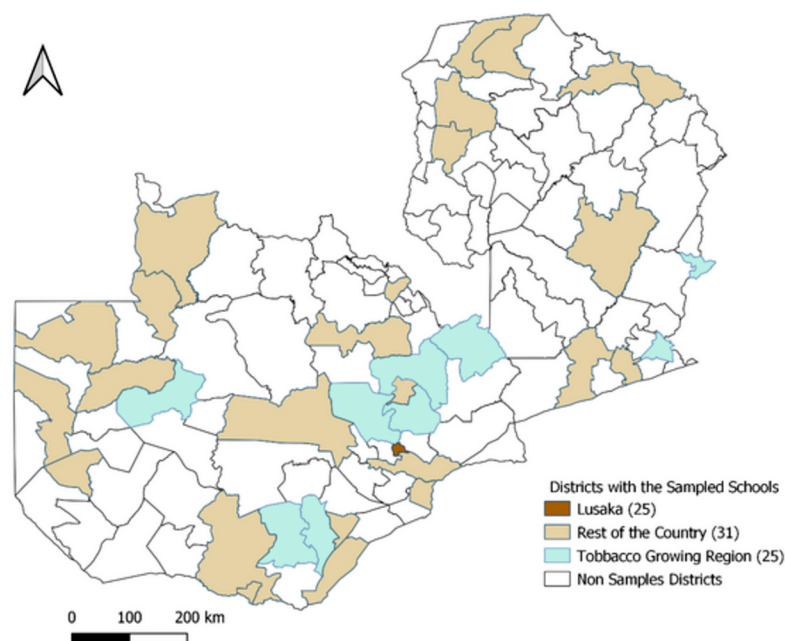 Districts with the Sampled Schools
Lusaka (25)
Rest of the Country (31)
Tobbacco Growing Region (25)
Non Samples Districts
0 100 200 km